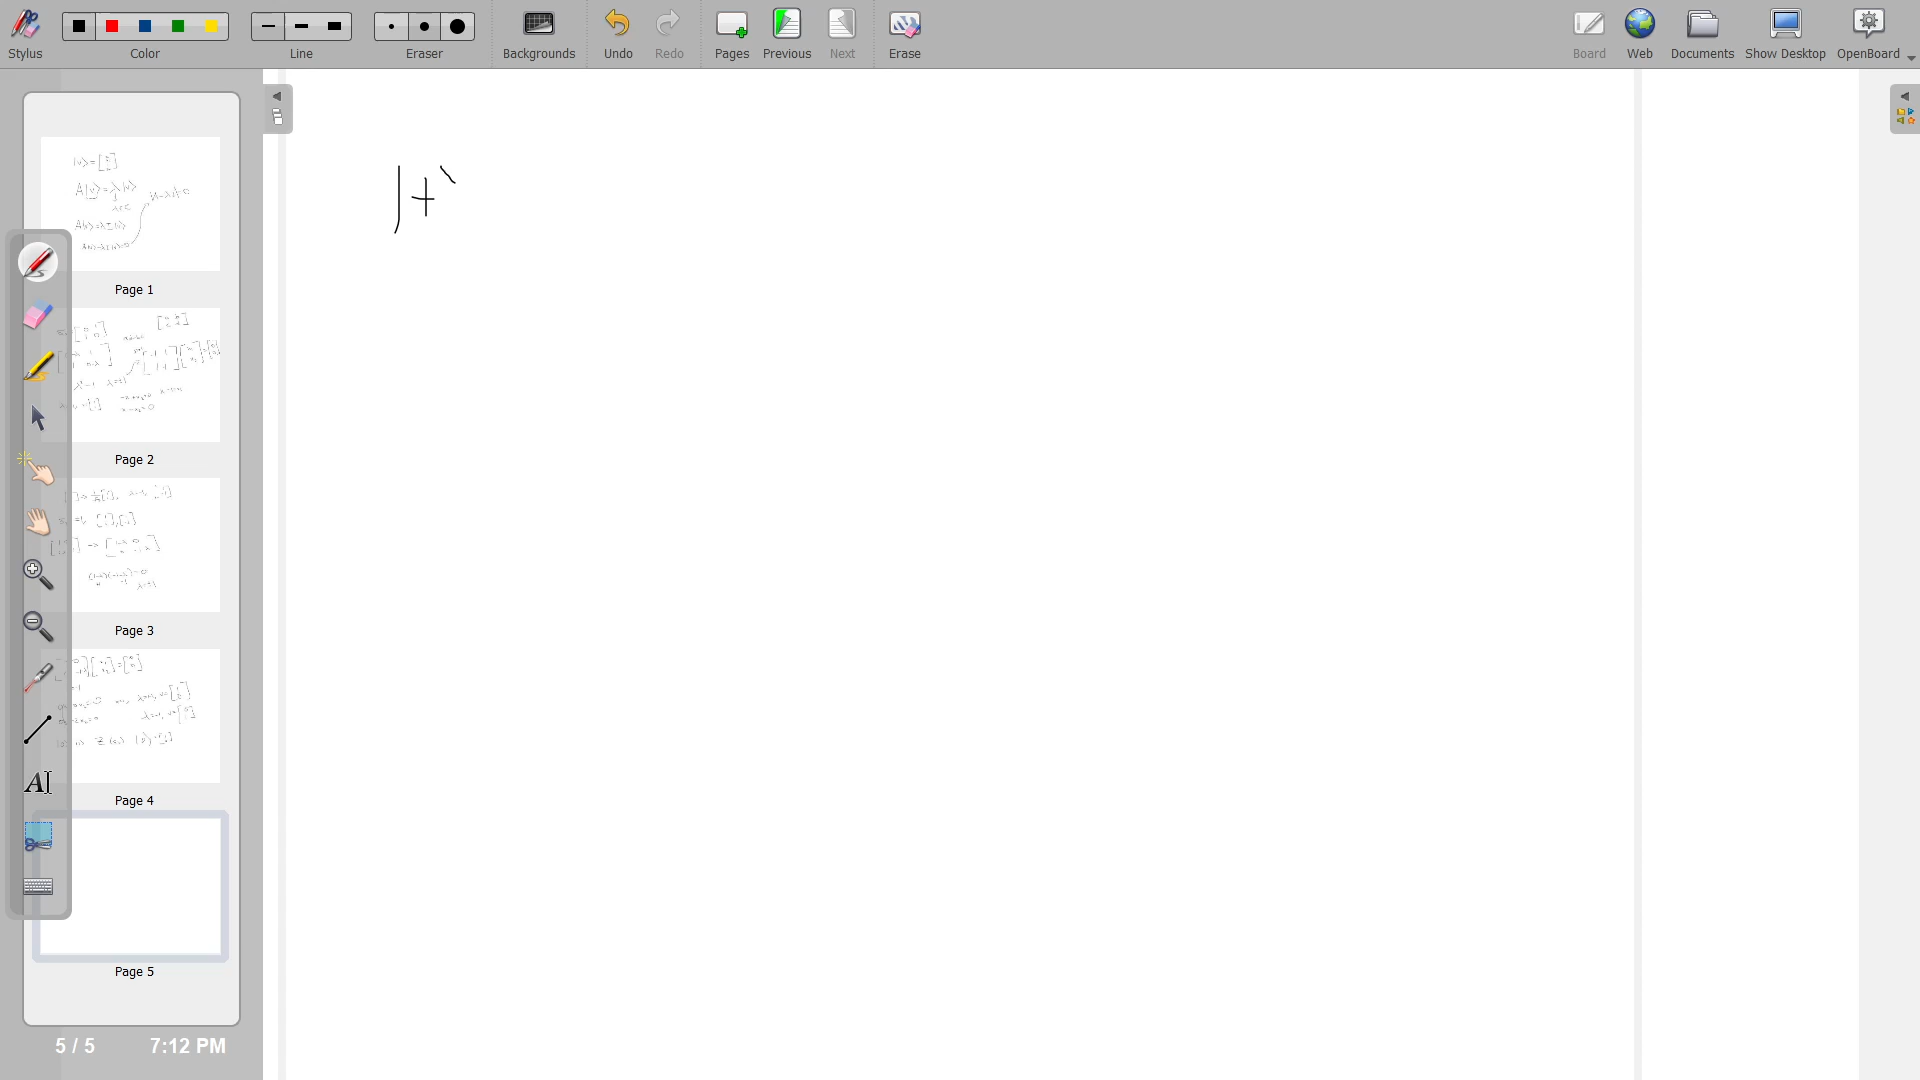 Stylus
Color
Line
Eraser
Backgrounds
Undo
Redo
Pages
Previous
Next
Erase
Board
Web
Documents
Show Desktop
OpenBoard
|+
Page 1
Page 2
Page 3
Page 4
Page 5
5 / 5
7:12 PM